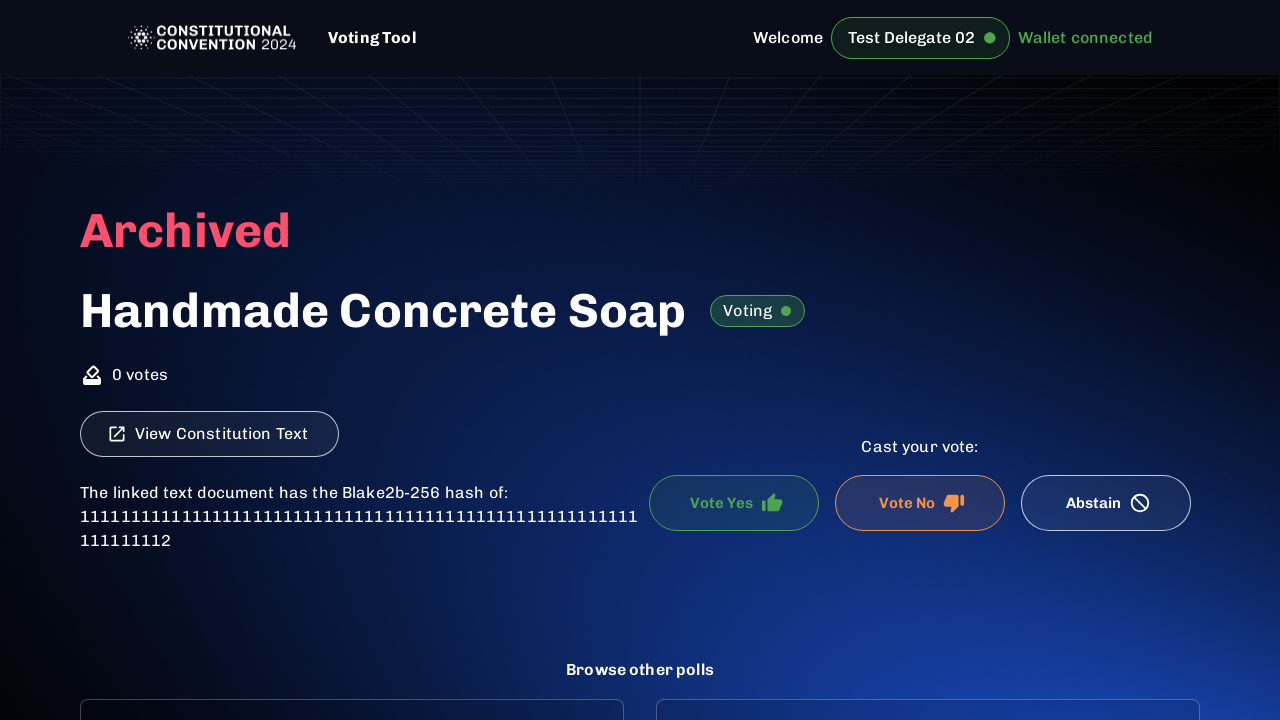 CONSTITUTIONAL
CONVENTION 2024
Voting Tool
Welcome
Test Delegate 02
Wallet connected
Archived
Handmade Concrete Soap
Voting
0 votes
View Constitution Text
Cast your vote:
The linked text document has the Blake2b-256 hash of:
1111111111111111111111111111111111111111111111111111111
111111112
Vote Yes
Vote No
Abstain
Browse other polls